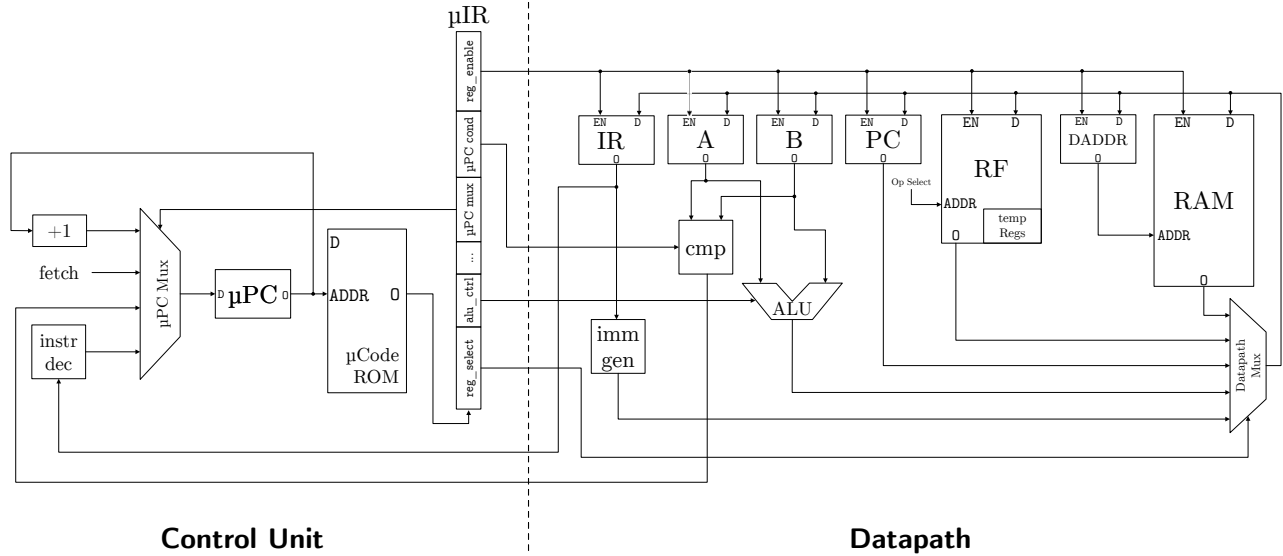 µIR
reg_enable
µPC cond
µPC mux
...
alu_ctrl
reg_select
+1
fetch
instr
dec
µPC Mux
D
µPC
O
D
ADDR
O
µCode
ROM
EN
D
IR
O
EN
D
A
O
EN
D
B
O
EN
D
PC
O
Op Select
EN
D
RF
ADDR
temp
Regs
O
EN
D
DADDR
O
EN
D
RAM
ADDR
O
cmp
ALU
imm
gen
Datapath
Mux
Control Unit
Datapath